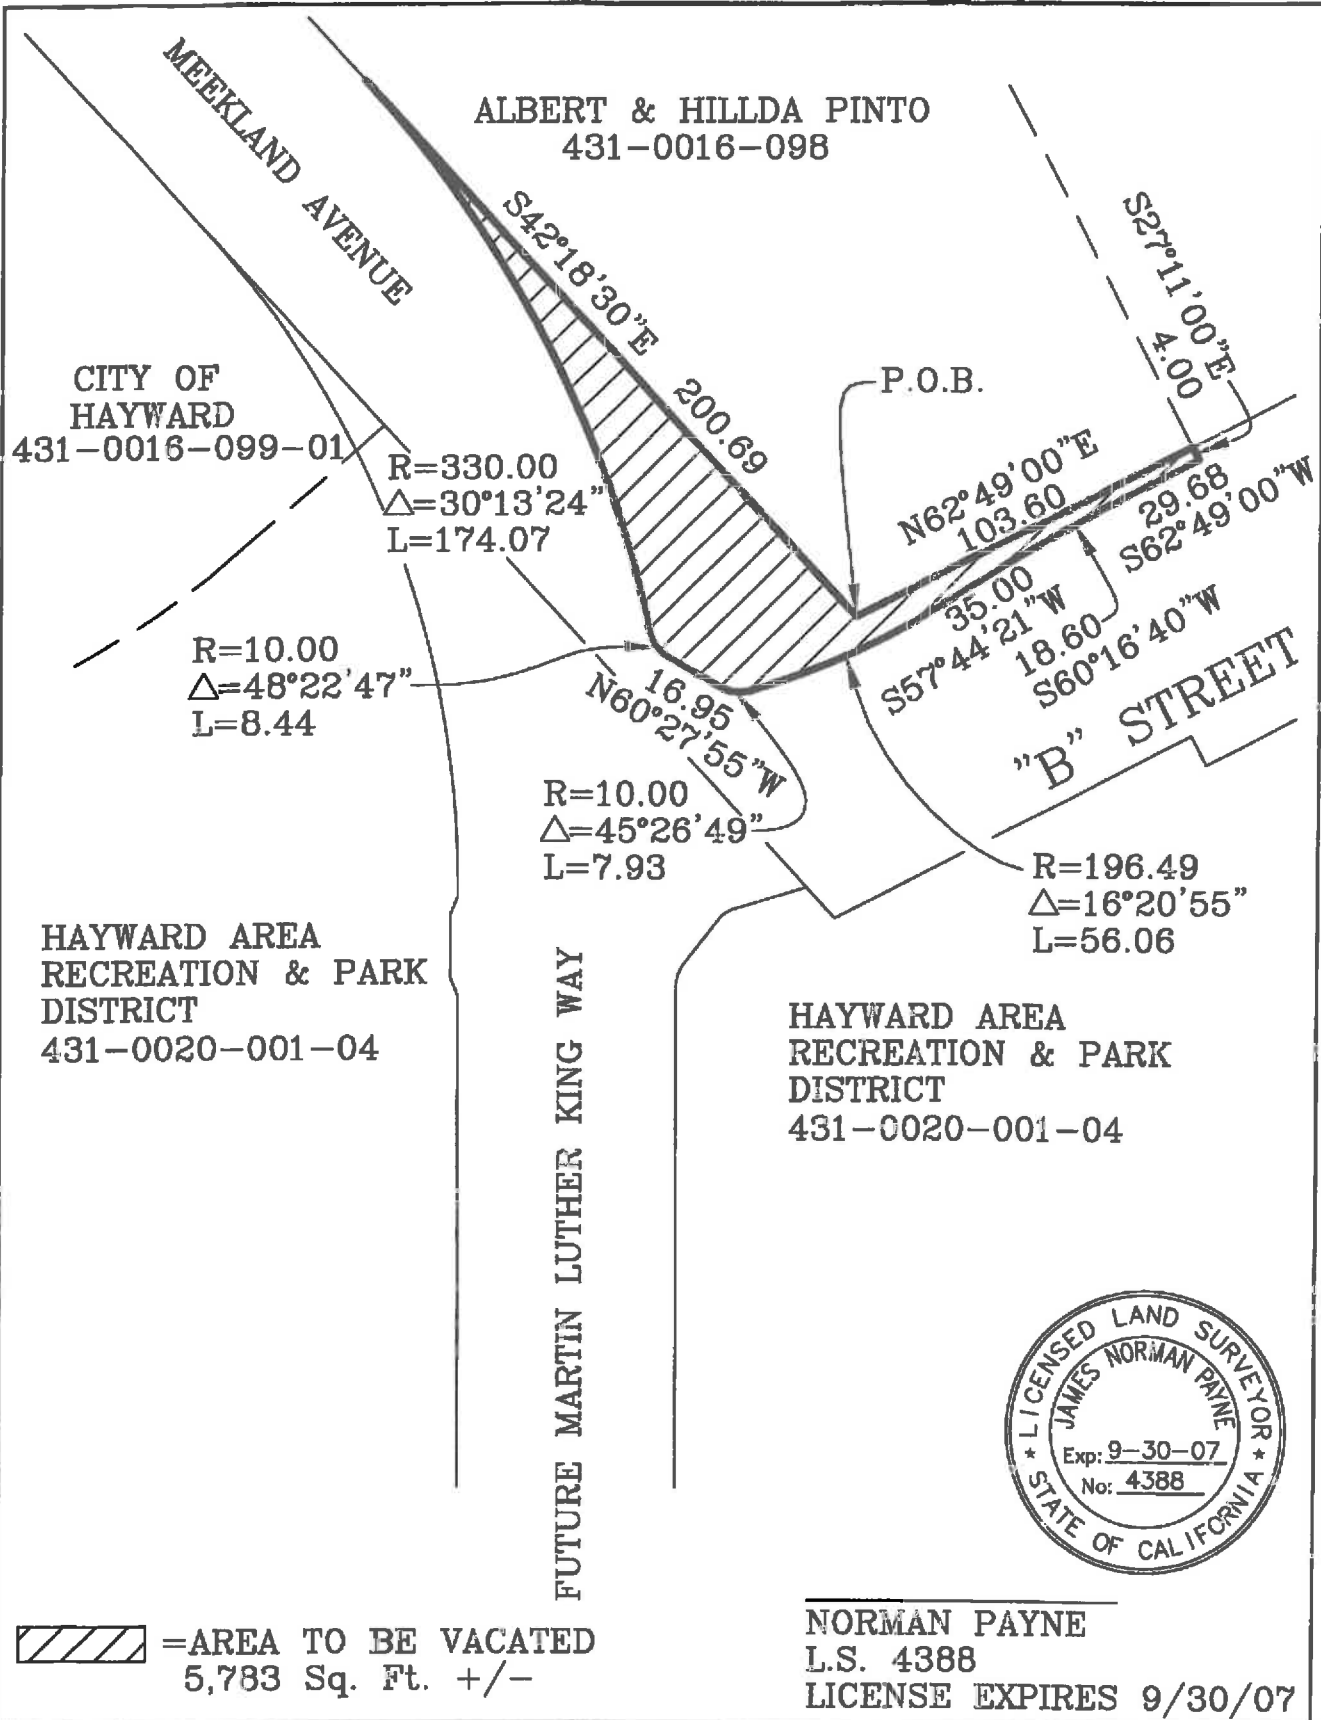 MEEKLAND AVENUE
ALBERT & HILLDA PINTO
431-0016-098
S42°18'30"E
200.69
S27°11'00"E
4.00
CITY OF
HAYWARD
431-0016-099-01
P.O.B.
R=330.00
△=30°13'24"
L=174.07
N62°49'00"E
103.60
29.68
S62°49'00"W
35.00
S57°44'21"W
18.60
S60°16'40"W
"B" STREET
R=10.00
△=48°22'47"
L=8.44
16.95
N60°27'55"W
R=10.00
△=45°26'49"
L=7.93
R=196.49
△=16°20'55"
L=56.06
HAYWARD AREA
RECREATION & PARK
DISTRICT
431-0020-001-04
FUTURE MARTIN LUTHER KING WAY
HAYWARD AREA
RECREATION & PARK
DISTRICT
431-0020-001-04
LICENSED LAND SURVEYOR
JAMES NORMAN PAYNE
Exp: 9-30-07
No: 4388
* STATE OF CALIFORNIA *
=AREA TO BE VACATED
5,783 Sq. Ft. +/-
NORMAN PAYNE
L.S. 4388
LICENSE EXPIRES 9/30/07